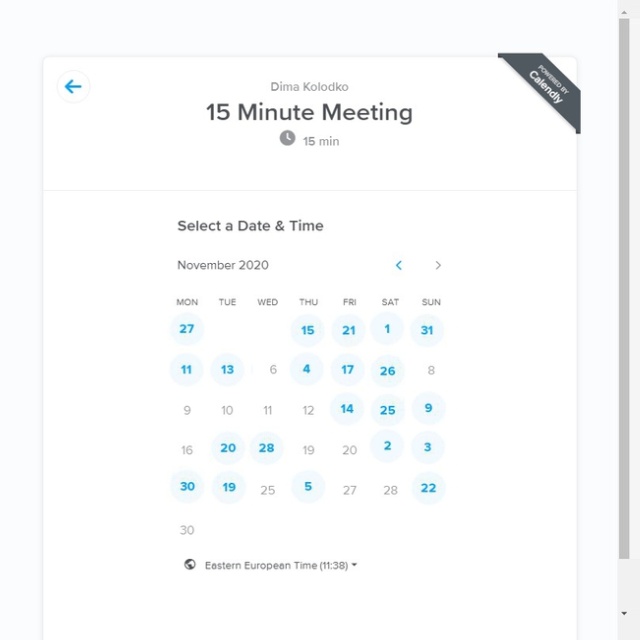 Dima Kolodko
15 Minute Meeting
15 min
POWERED BY
Calendly
Select a Date & Time
November 2020
MON TUE WED THU FRI SAT SUN
27 15 21 1 31
11 13 6 4 17 26 8
9 10 11 12 14 25 9
16 20 28 19 20 2 3
30 19 25 5 27 28 22
30
Eastern European Time (11:38)